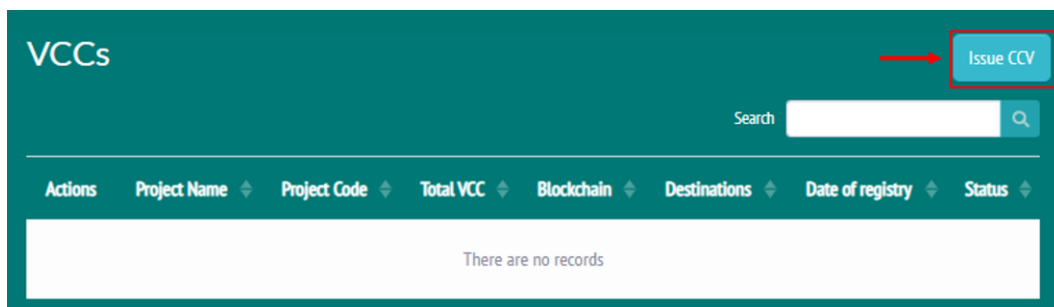 VCCs
Issue CCV
Search
Actions Project Name Project Code Total VCC Blockchain Destinations Date of registry Status
There are no records